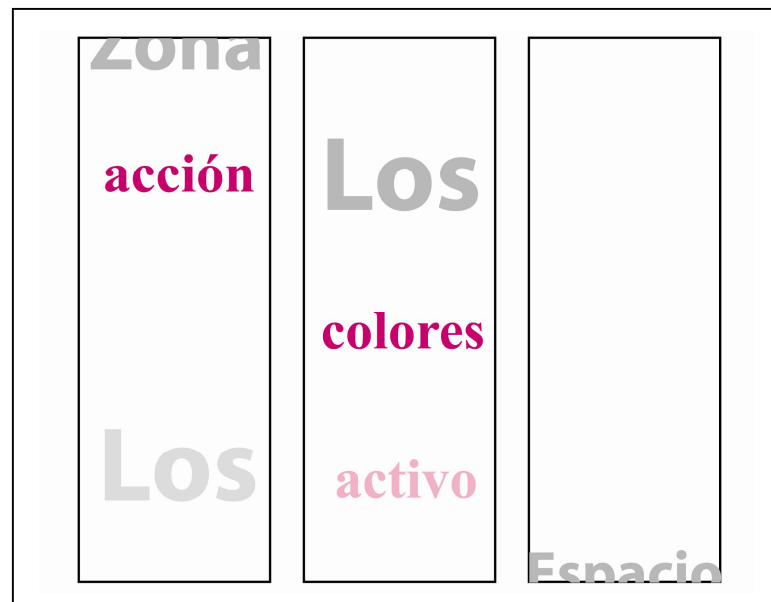 Zona
acción
Los
Los
colores
activo
Espacio